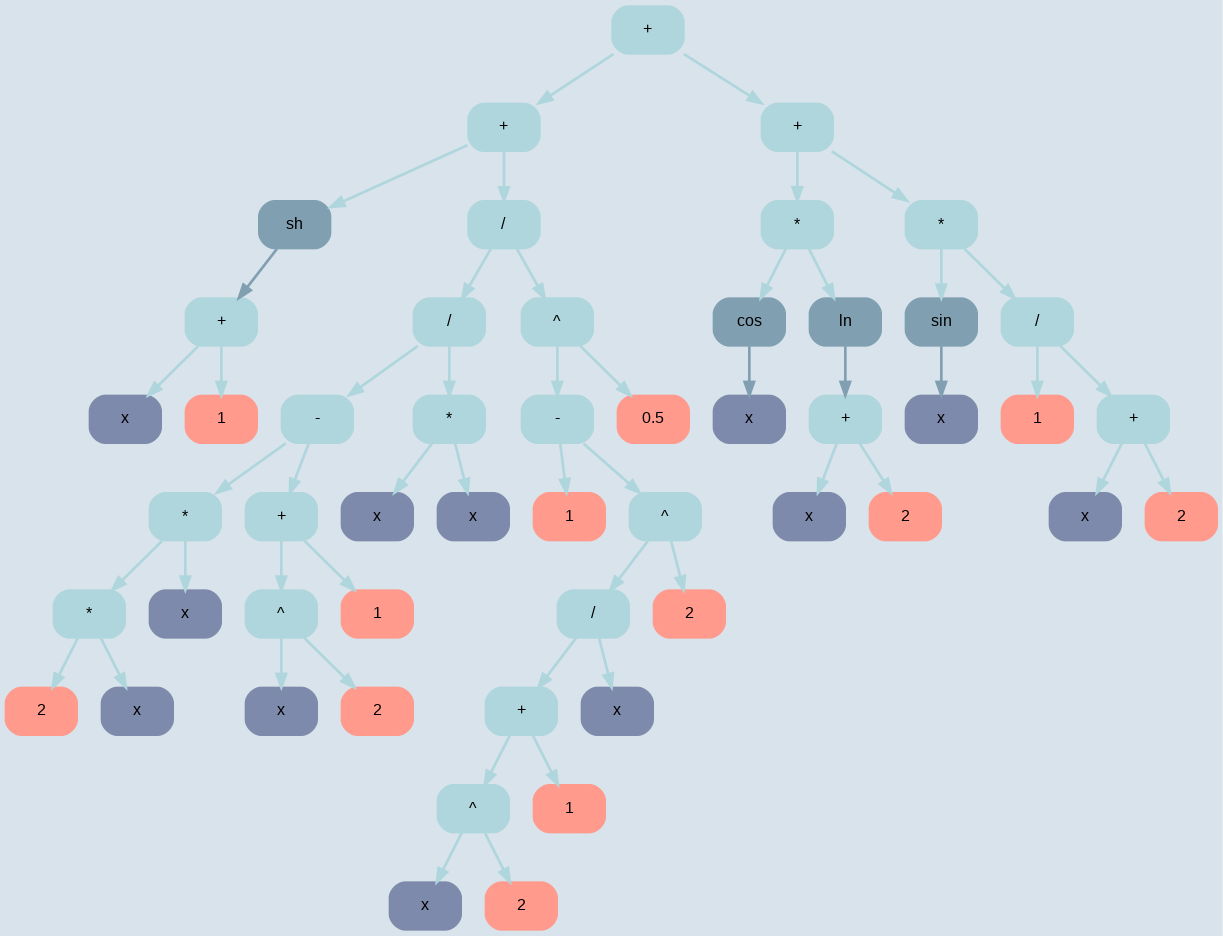 +
+ +
sh / * *
+ / ^ cos ln sin /
x 1 - * - 0.5 x + x 1 +
* + x x 1 ^ x 2 x 2
* x ^ 1 / 2
2 x x 2 + x
^ 1
x 2